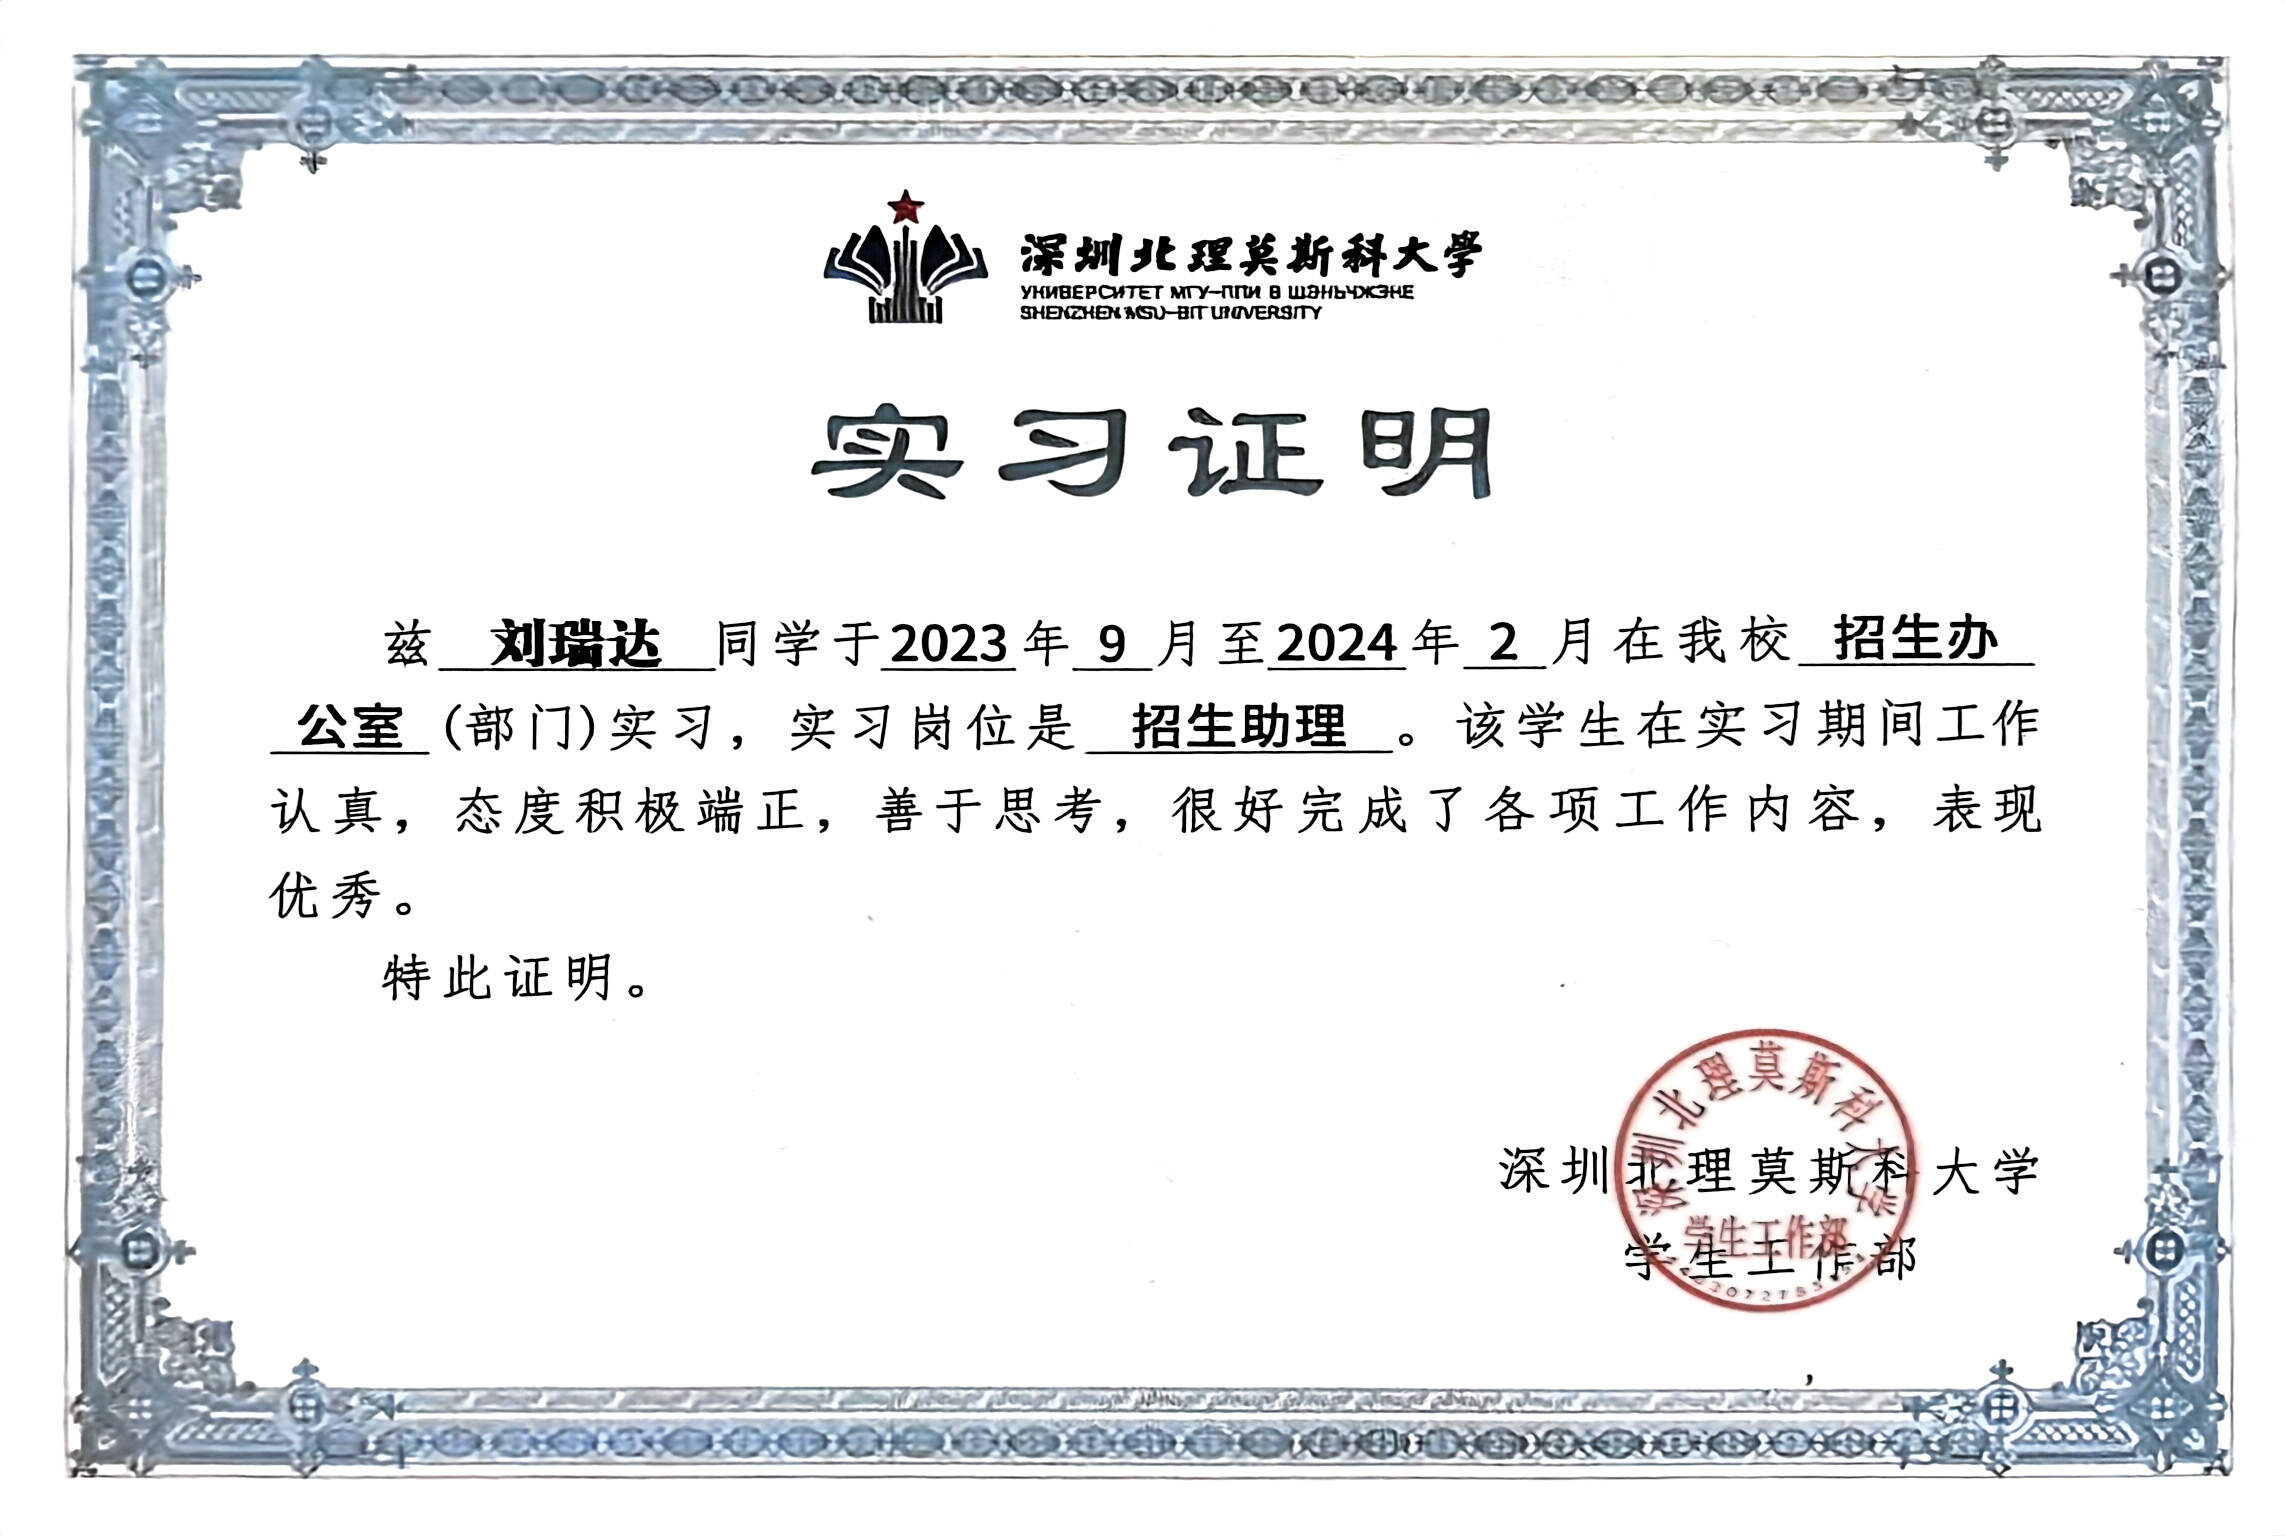 深圳北理莫斯科大學
УНИВЕРСИТЕТ МГУ-ППИ В ШЭНЬЧЖЭНЕ
SHENZHEN MSU-BIT UNIVERSITY
实习证明
兹 刘瑞达 同学于2023年 9 月至2024年 2 月在我校 招生办
公室 (部门)实习，实习岗位是 招生助理 。该学生在实习期间工作
认真，态度积极端正，善于思考，很好完成了各项工作内容，表现
优秀。
特此证明。
深圳北理莫斯科大学
学生工作部
深圳北理莫斯科大学
学生工作部